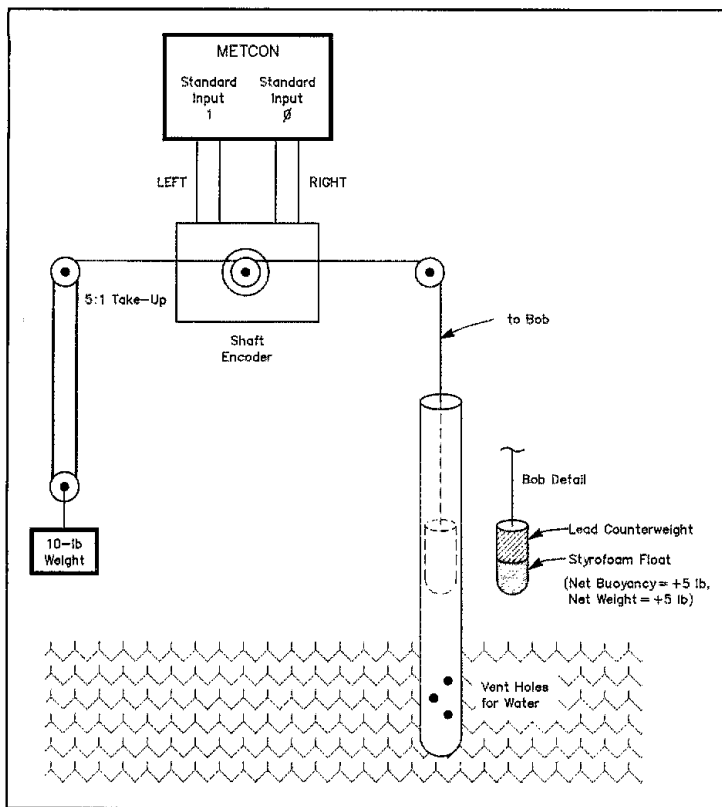 METCON
Standard
Input
1
Standard
Input
Ø
LEFT
RIGHT
5:1 Take-Up
Shaft
Encoder
to Bob
Bob Detail
Lead Counterweight
Styrofoam Float
(Net Buoyancy = +5 lb,
Net Weight = +5 lb)
10-lb
Weight
Vent Holes
for Water